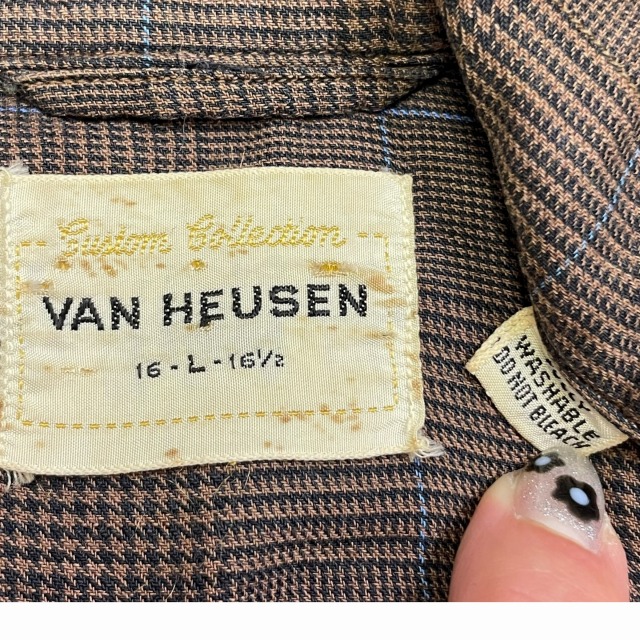 Custom Collection
VAN HEUSEN
16 - L - 16½
WASHABLE
DO NOT BLEACH